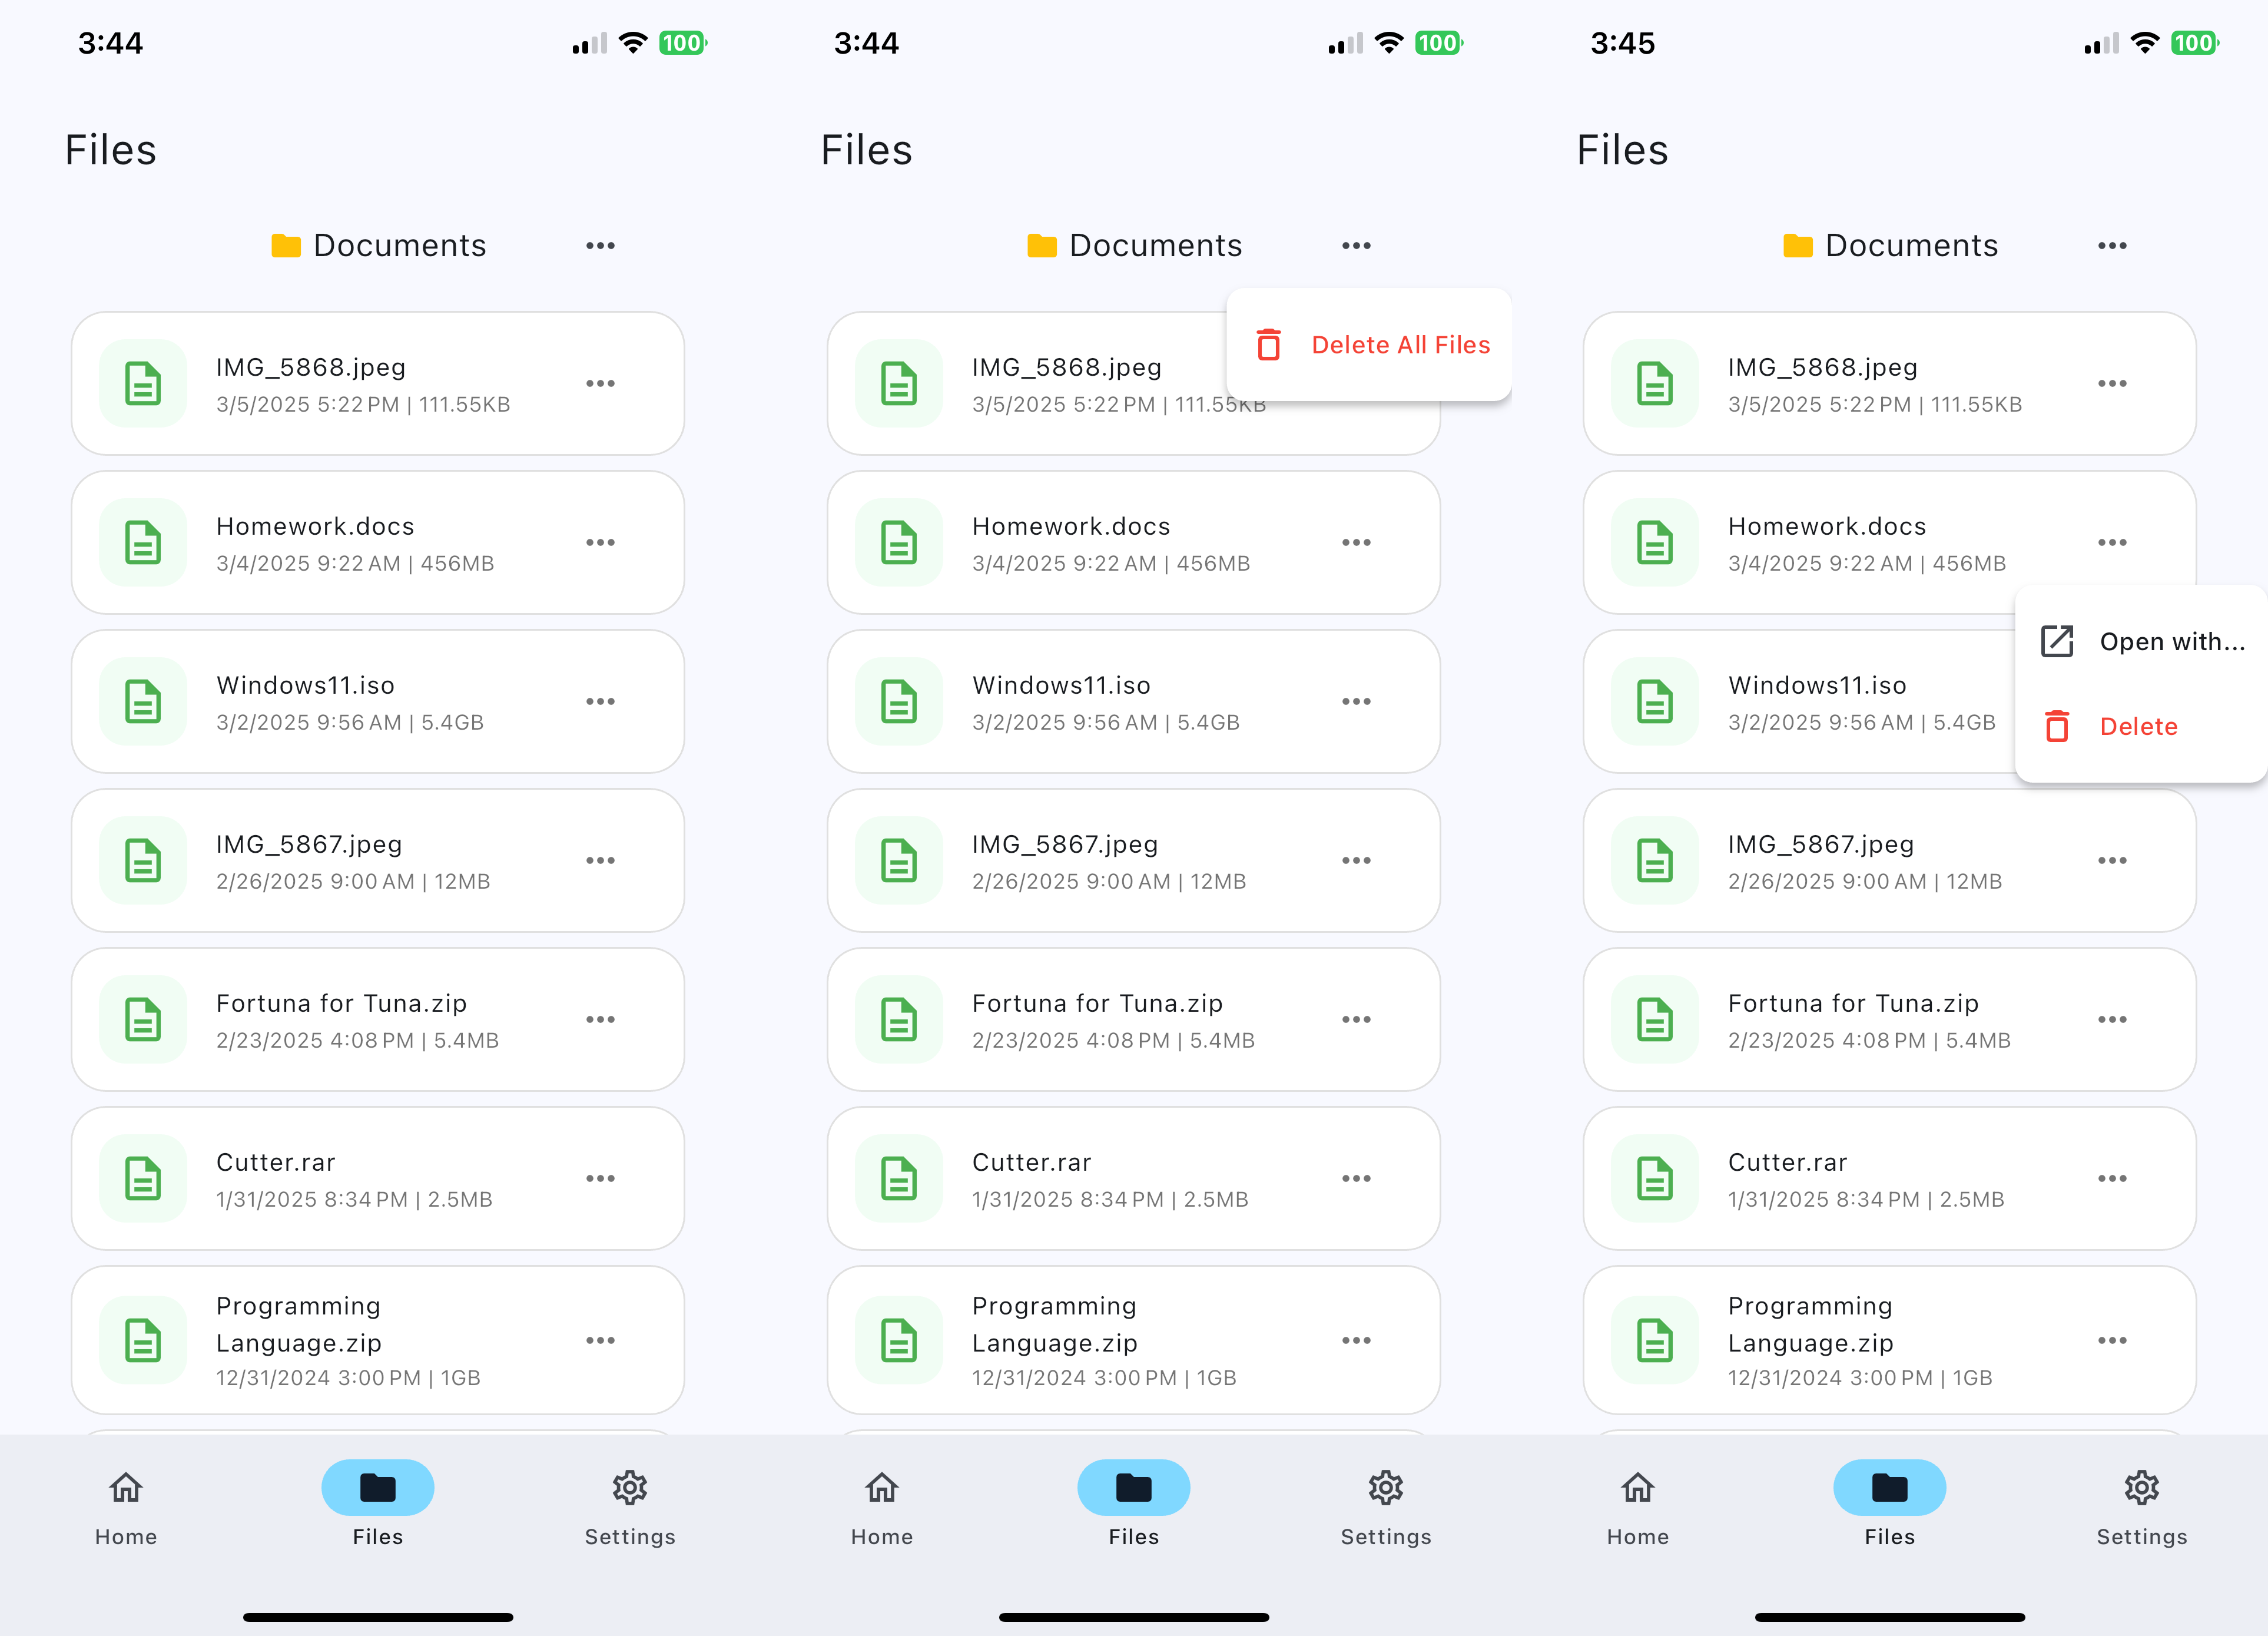 3:44
100
Files
Documents
IMG_5868.jpeg
3/5/2025 5:22 PM | 111.55KB
Homework.docs
3/4/2025 9:22 AM | 456MB
Windows11.iso
3/2/2025 9:56 AM | 5.4GB
IMG_5867.jpeg
2/26/2025 9:00 AM | 12MB
Fortuna for Tuna.zip
2/23/2025 4:08 PM | 5.4MB
Cutter.rar
1/31/2025 8:34 PM | 2.5MB
Programming
Language.zip
12/31/2024 3:00 PM | 1GB
Home
Files
Settings
3:44
100
Files
Documents
Delete All Files
IMG_5868.jpeg
3/5/2025 5:22 PM | 111.55KB
Homework.docs
3/4/2025 9:22 AM | 456MB
Windows11.iso
3/2/2025 9:56 AM | 5.4GB
IMG_5867.jpeg
2/26/2025 9:00 AM | 12MB
Fortuna for Tuna.zip
2/23/2025 4:08 PM | 5.4MB
Cutter.rar
1/31/2025 8:34 PM | 2.5MB
Programming
Language.zip
12/31/2024 3:00 PM | 1GB
Home
Files
Settings
3:45
100
Files
Documents
IMG_5868.jpeg
3/5/2025 5:22 PM | 111.55KB
Homework.docs
3/4/2025 9:22 AM | 456MB
Open with...
Delete
Windows11.iso
3/2/2025 9:56 AM | 5.4GB
IMG_5867.jpeg
2/26/2025 9:00 AM | 12MB
Fortuna for Tuna.zip
2/23/2025 4:08 PM | 5.4MB
Cutter.rar
1/31/2025 8:34 PM | 2.5MB
Programming
Language.zip
12/31/2024 3:00 PM | 1GB
Home
Files
Settings